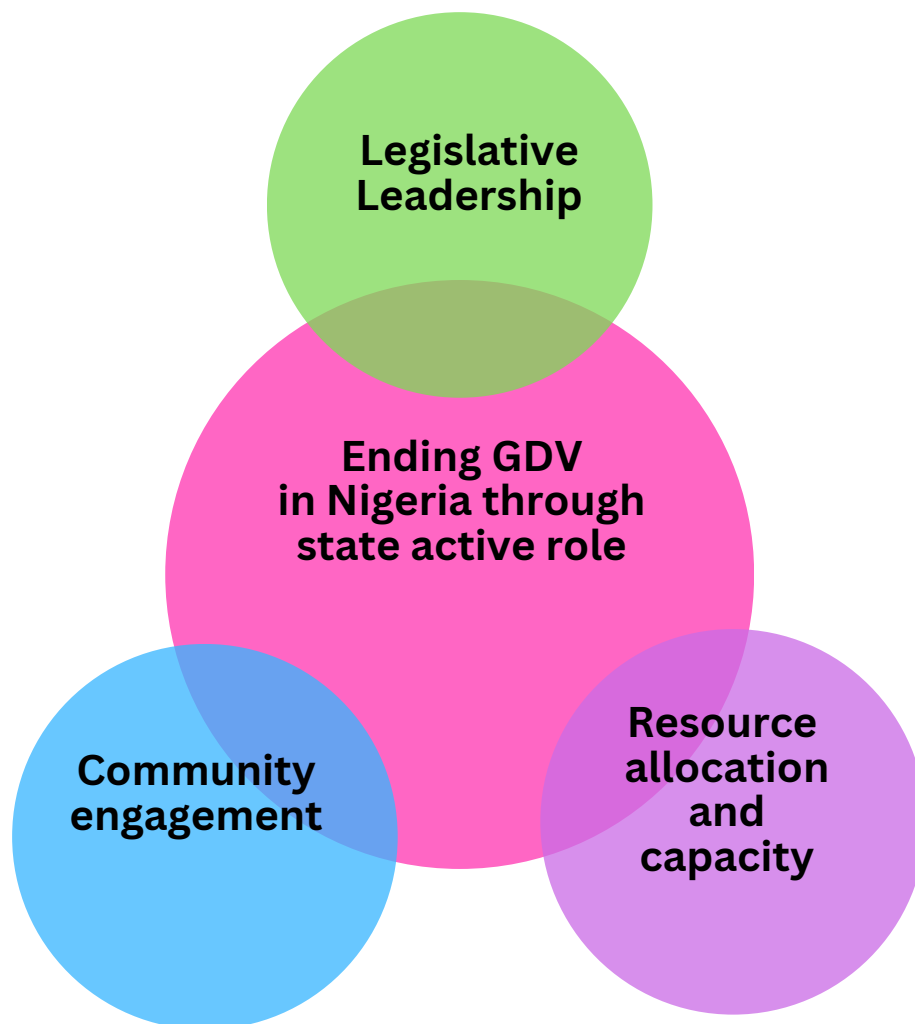 Legislative
Leadership
Ending GDV
in Nigeria through
state active role
Community
engagement
Resource
allocation
and
capacity